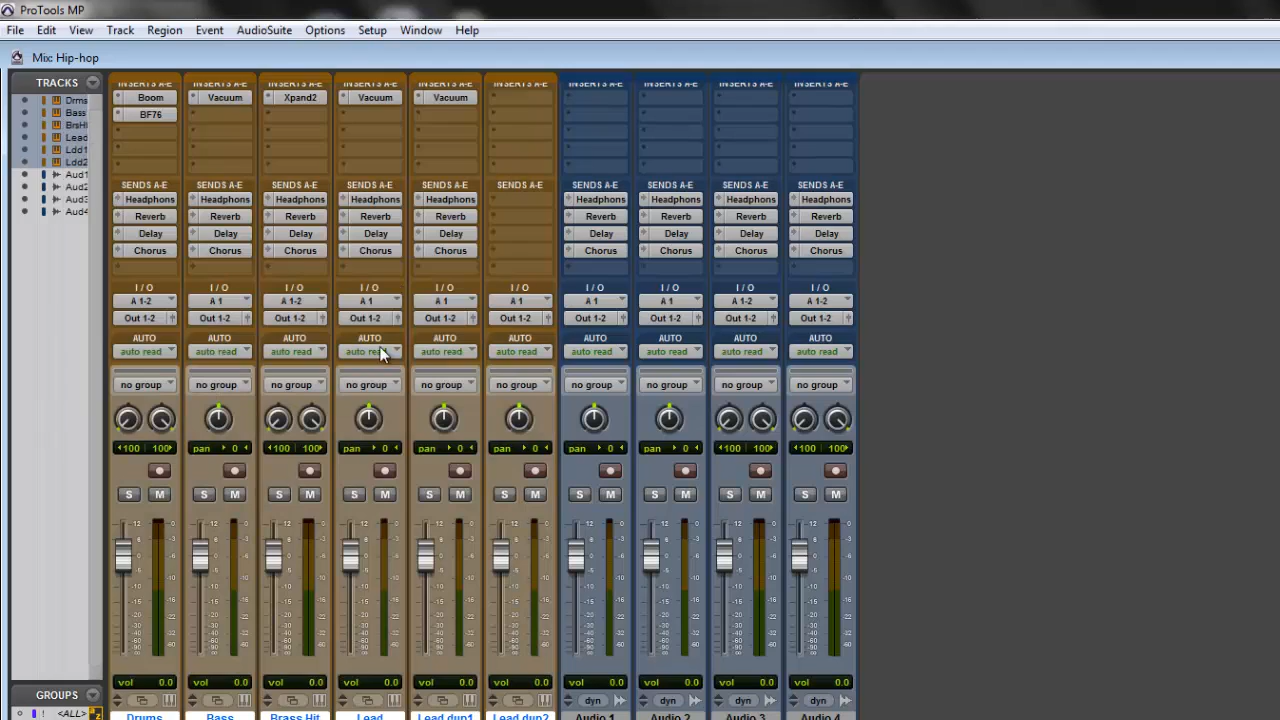 ProTools MP
File Edit View Track Region Event AudioSuite Options Setup Window Help
Mix: Hip-hop
TRACKS
Drms
Bass
BrsHt
Lead
Ldd1
Ldd2
Aud1
Aud2
Aud3
Aud4
INSERTS A-E INSERTS A-E INSERTS A-E INSERTS A-E INSERTS A-E INSERTS A-E INSERTS A-E INSERTS A-E INSERTS A-E INSERTS A-E
Boom Vacuum Xpand2 Vacuum Vacuum
BF76
SENDS A-E SENDS A-E SENDS A-E SENDS A-E SENDS A-E SENDS A-E SENDS A-E SENDS A-E SENDS A-E SENDS A-E
Headphons Headphons Headphons Headphons Headphons Headphons Headphons Headphons Headphons
Reverb Reverb Reverb Reverb Reverb Reverb Reverb Reverb Reverb
Delay Delay Delay Delay Delay Delay Delay Delay Delay
Chorus Chorus Chorus Chorus Chorus Chorus Chorus Chorus Chorus
I / O I / O I / O I / O I / O I / O I / O I / O I / O I / O
A 1-2 A 1 A 1-2 A 1 A 1 A 1 A 1 A 1 A 1-2 A 1-2
Out 1-2 Out 1-2 Out 1-2 Out 1-2 Out 1-2 Out 1-2 Out 1-2 Out 1-2 Out 1-2 Out 1-2
AUTO AUTO AUTO AUTO AUTO AUTO AUTO AUTO AUTO AUTO
auto read auto read auto read auto read auto read auto read auto read auto read auto read auto read
no group no group no group no group no group no group no group no group no group no group
100 100 pan 0 100 100 pan 0 pan 0 pan 0 pan 0 pan 0 100 100 100 100
S M S M S M S M S M S M S M S M S M S M
vol 0.0 vol 0.0 vol 0.0 vol 0.0 vol 0.0 vol 0.0 vol 0.0 vol 0.0 vol 0.0 vol 0.0
GROUPS
dyn dyn dyn dyn
! <ALL>
Drums Bass Brass Hit Lead Lead dup1 Lead dup2 Audio 1 Audio 2 Audio 3 Audio 4